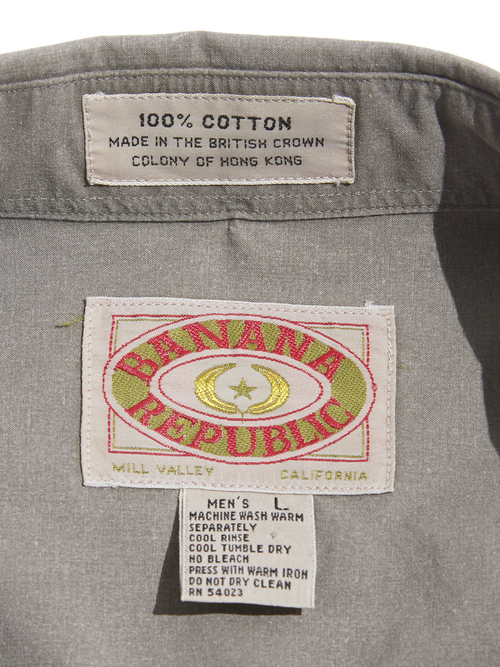 100% COTTON
MADE IN THE BRITISH CROWN
COLONY OF HONG KONG
BANANA
REPUBLIC
MILL VALLEY CALIFORNIA
MEN'S L
MACHINE WASH WARM
SEPARATELY
COOL RINSE
COOL TUMBLE DRY
NO BLEACH
PRESS WITH WARM IRON
DO NOT DRY CLEAN
RN 54023